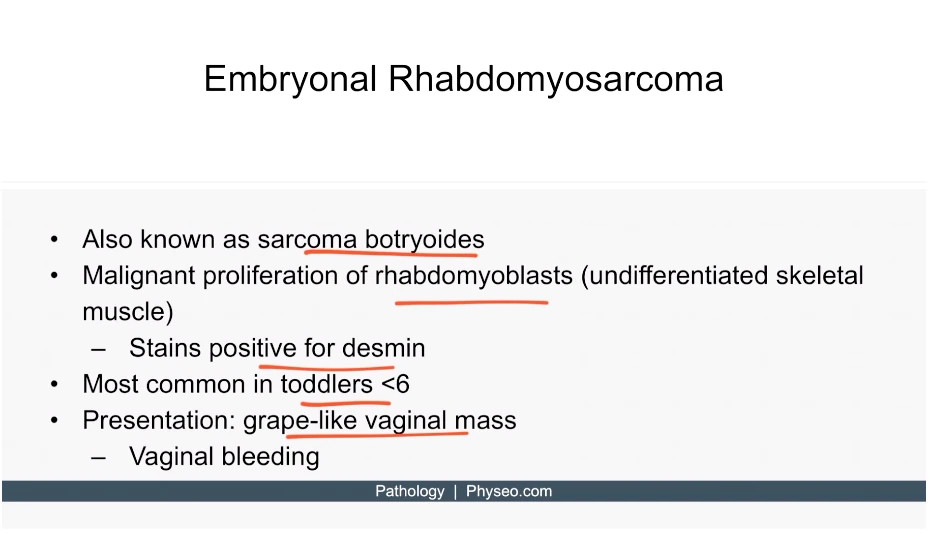 Embryonal Rhabdomyosarcoma
• Also known as sarcoma botryoides
• Malignant proliferation of rhabdomyoblasts (undifferentiated skeletal
muscle)
– Stains positive for desmin
• Most common in toddlers <6
• Presentation: grape-like vaginal mass
– Vaginal bleeding
Pathology | Physeo.com